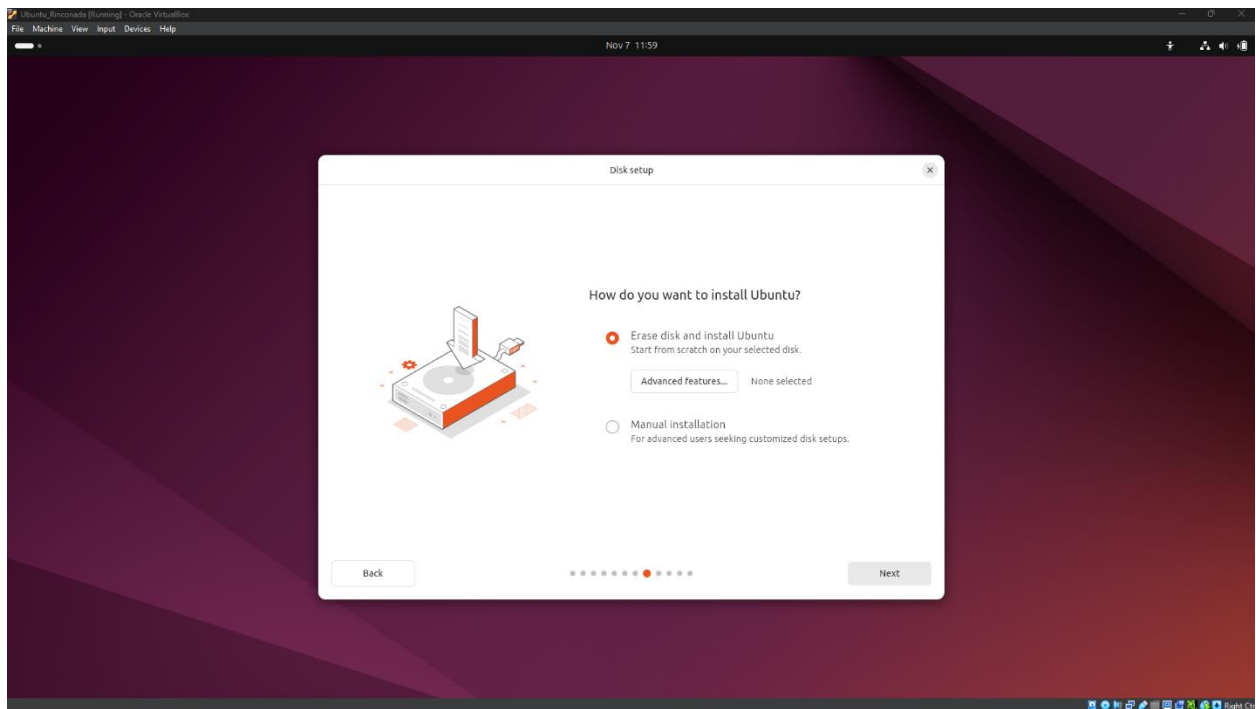 Ubuntu_Rinconada [Running] - Oracle VirtualBox
File Machine View Input Devices Help
Nov 7 11:59
Disk setup
How do you want to install Ubuntu?
Erase disk and install Ubuntu
Start from scratch on your selected disk.
Advanced features... None selected
Manual installation
For advanced users seeking customized disk setups.
Back Next
Right Ctrl